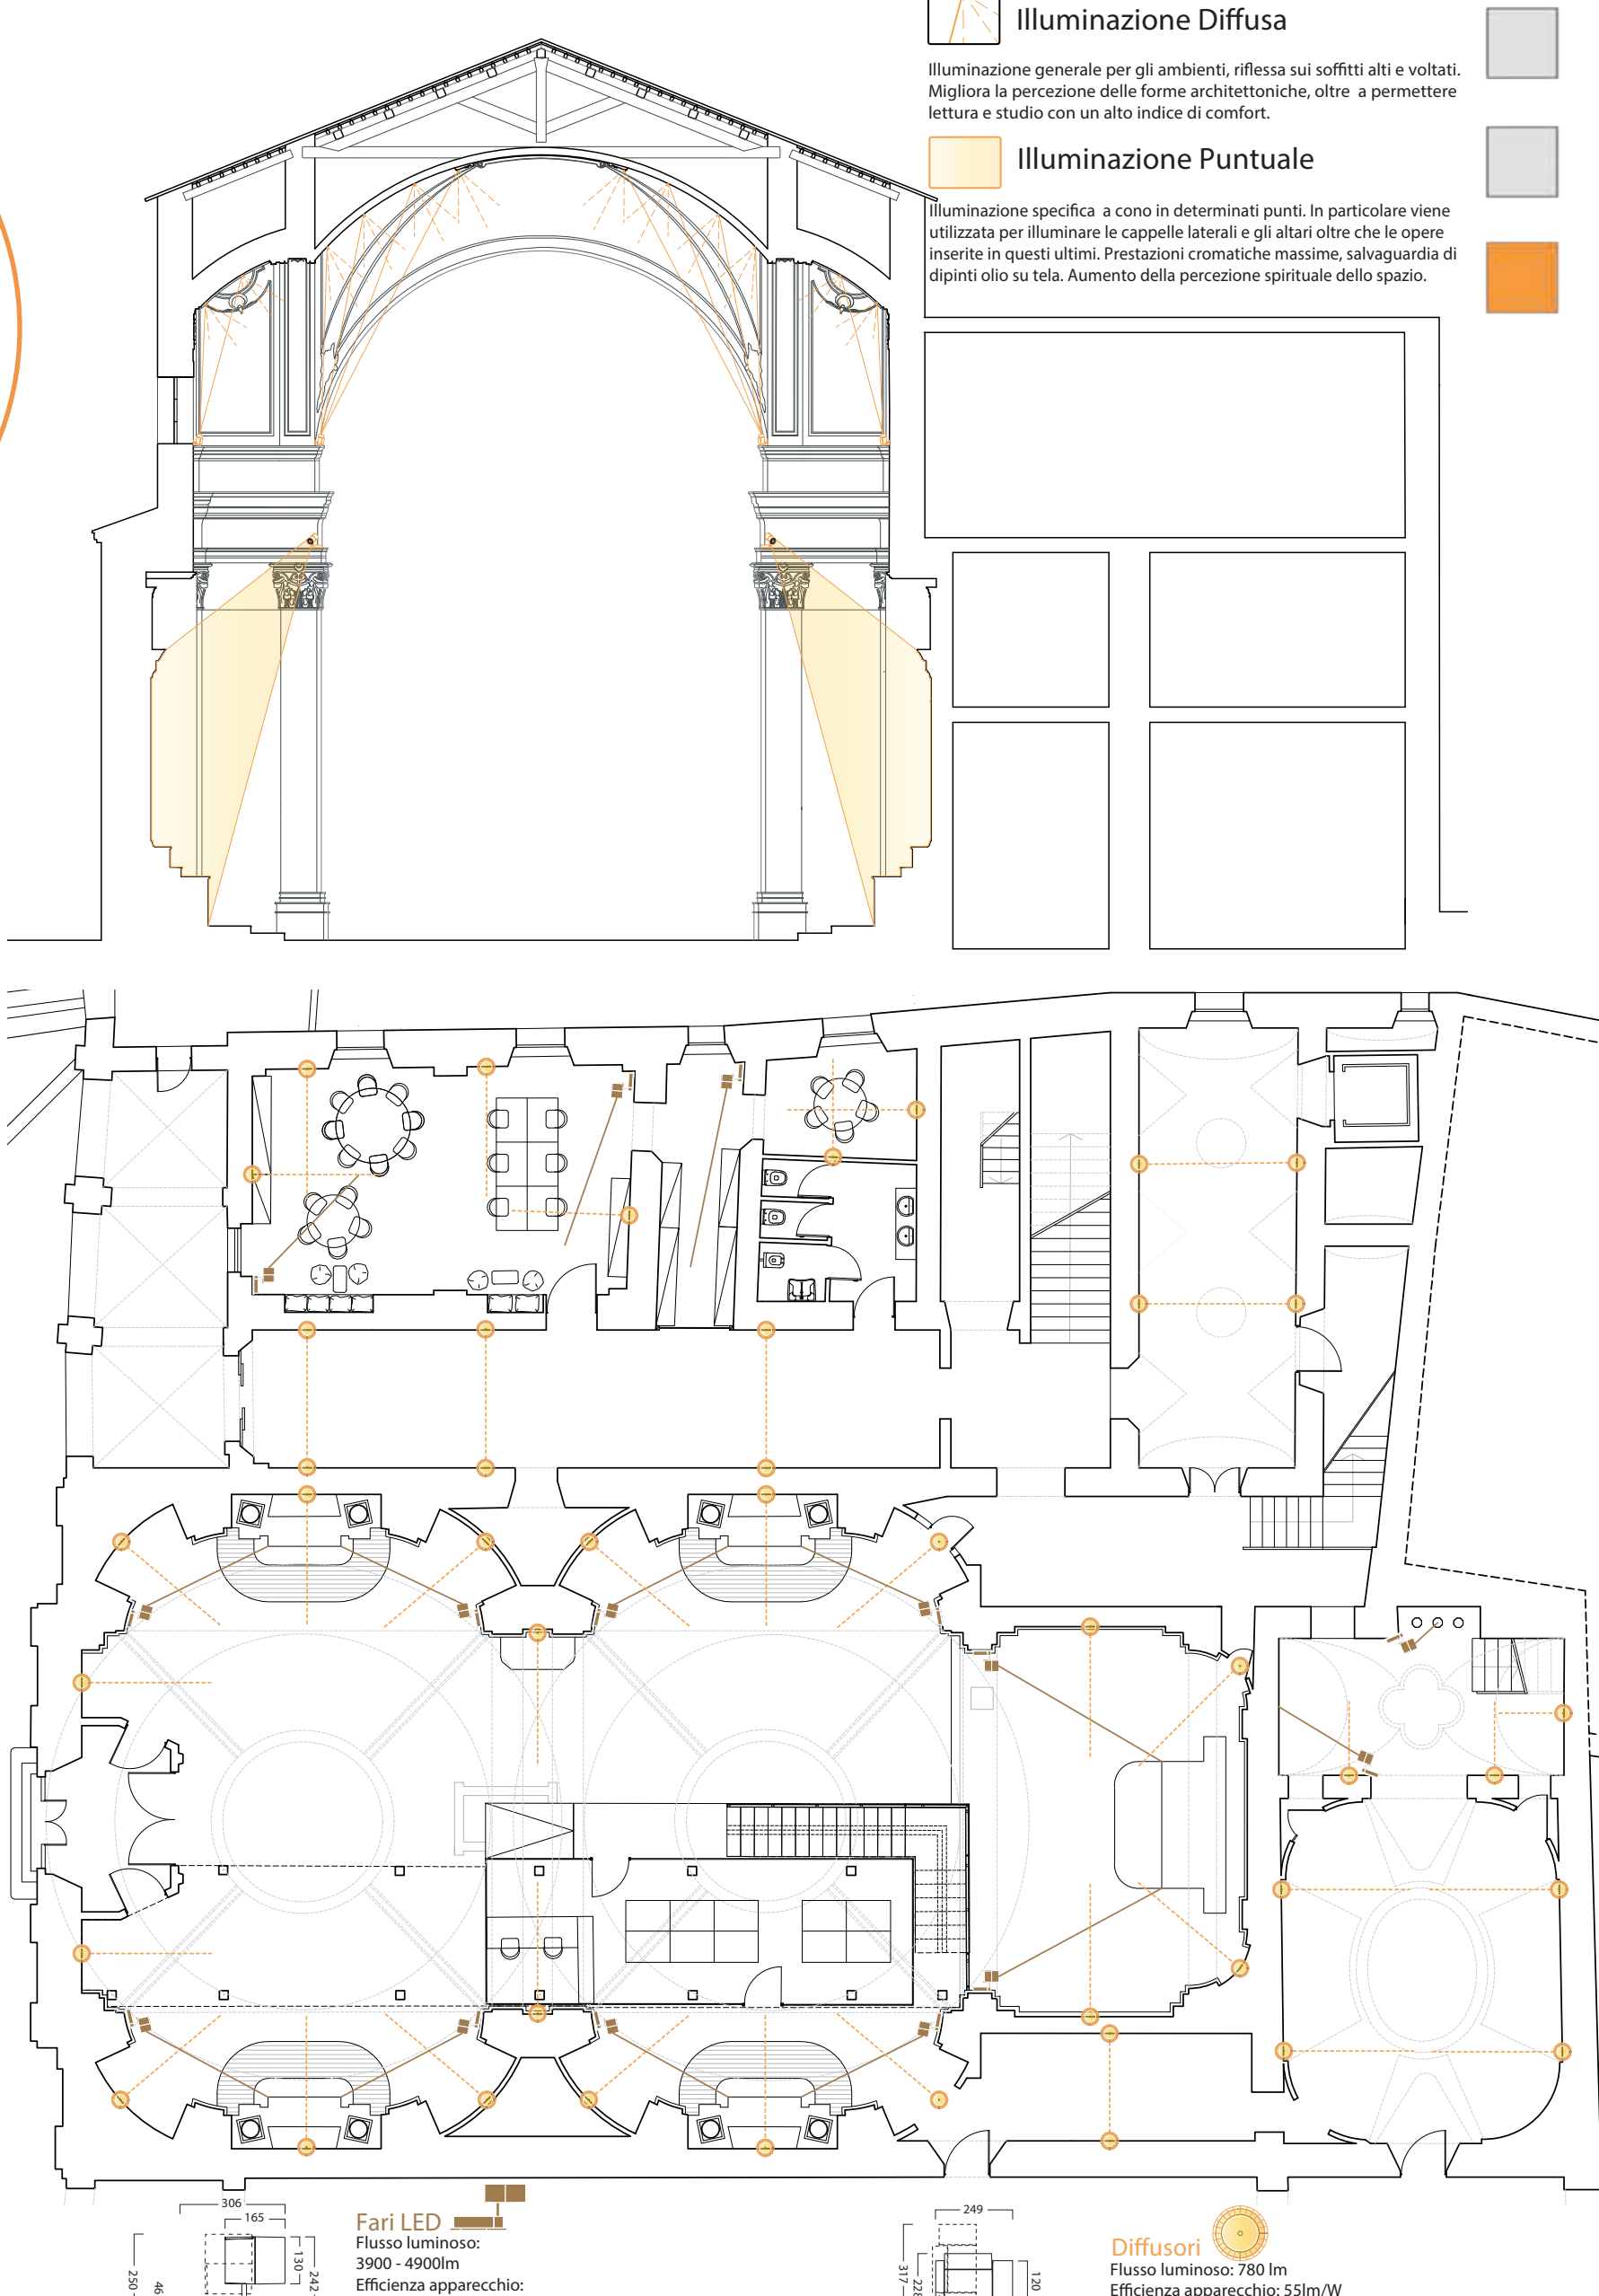 Illuminazione Diffusa
Illuminazione generale per gli ambienti, riflessa sui soffitti alti e voltati.
Migliora la percezione delle forme architettoniche, oltre a permettere
lettura e studio con un alto indice di comfort.
Illuminazione Puntuale
Illuminazione specifica a cono in determinati punti. In particolare viene
utilizzata per illuminare le cappelle laterali e gli altari oltre che le opere
inserite in questi ultimi. Prestazioni cromatiche massime, salvaguardia di
dipinti olio su tela. Aumento della percezione spirituale dello spazio.
306
165
130
242
250
46
Fari LED
Flusso luminoso:
3900 - 4900lm
Efficienza apparecchio:
249
317
228
120
Diffusori
Flusso luminoso: 780 lm
Efficienza apparecchio: 55lm/W